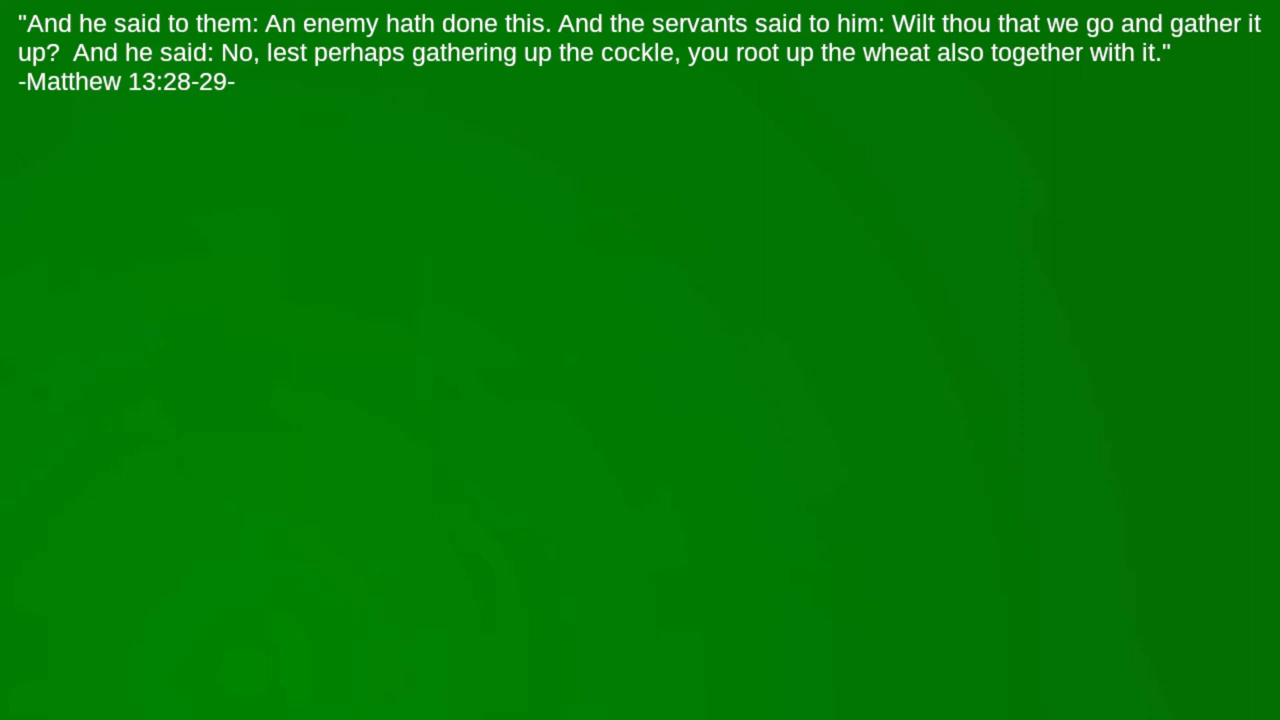 "And he said to them: An enemy hath done this. And the servants said to him: Wilt thou that we go and gather it
up?  And he said: No, lest perhaps gathering up the cockle, you root up the wheat also together with it."
-Matthew 13:28-29-